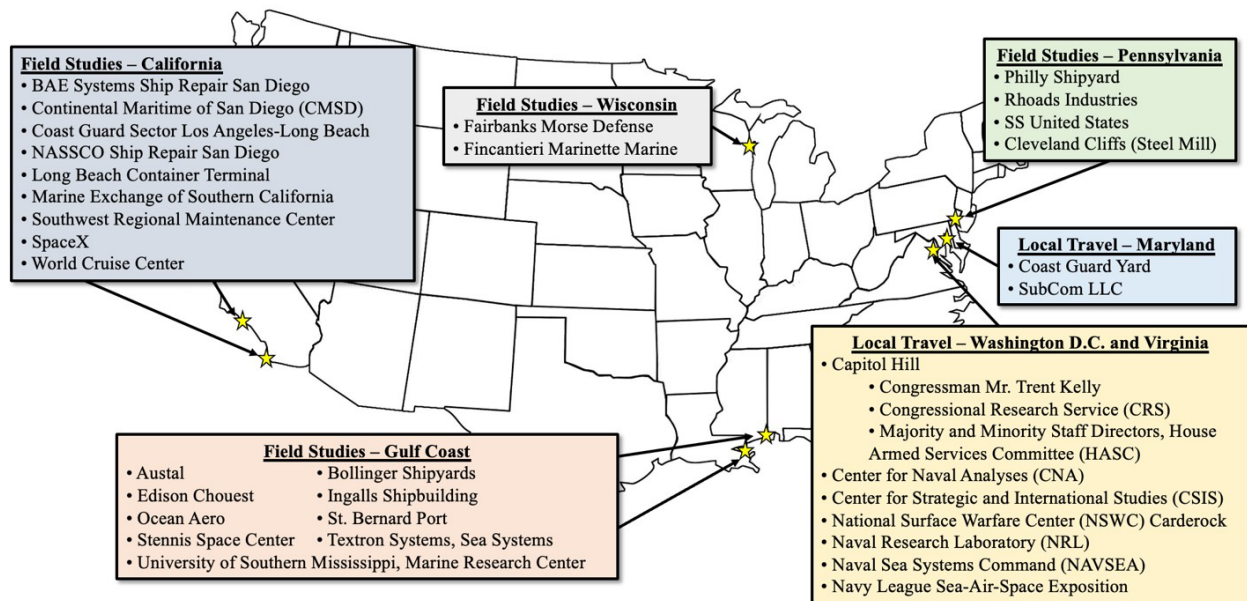 Field Studies – California
• BAE Systems Ship Repair San Diego
• Continental Maritime of San Diego (CMSD)
• Coast Guard Sector Los Angeles-Long Beach
• NASSCO Ship Repair San Diego
• Long Beach Container Terminal
• Marine Exchange of Southern California
• Southwest Regional Maintenance Center
• SpaceX
• World Cruise Center
Field Studies – Wisconsin
• Fairbanks Morse Defense
• Fincantieri Marinette Marine
Field Studies – Pennsylvania
• Philly Shipyard
• Rhoads Industries
• SS United States
• Cleveland Cliffs (Steel Mill)
Local Travel – Maryland
• Coast Guard Yard
• SubCom LLC
Field Studies – Gulf Coast
• Austal
• Edison Chouest
• Ocean Aero
• Stennis Space Center
• Bollinger Shipyards
• Ingalls Shipbuilding
• St. Bernard Port
• Textron Systems, Sea Systems
• University of Southern Mississippi, Marine Research Center
Local Travel – Washington D.C. and Virginia
• Capitol Hill
• Congressman Mr. Trent Kelly
• Congressional Research Service (CRS)
• Majority and Minority Staff Directors, House
Armed Services Committee (HASC)
• Center for Naval Analyses (CNA)
• Center for Strategic and International Studies (CSIS)
• National Surface Warfare Center (NSWC) Carderock
• Naval Research Laboratory (NRL)
• Naval Sea Systems Command (NAVSEA)
• Navy League Sea-Air-Space Exposition